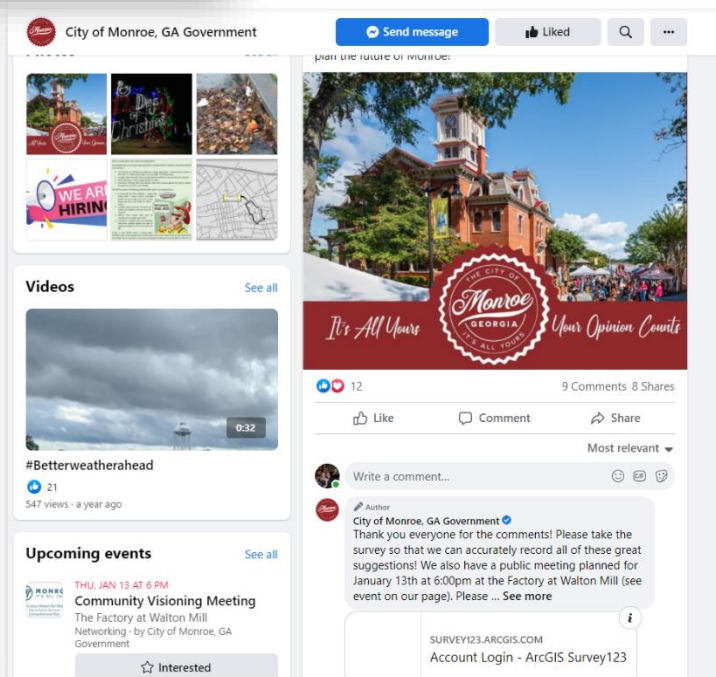 City of Monroe, GA Government
Send message
Liked
See all
12 Days
of
Christmas
WE ARE
HIRING
Videos
See all
0:32
#Betterweatherahead
21
547 views · a year ago
Upcoming events
See all
THU, JAN 13 AT 6 PM
Community Visioning Meeting
The Factory at Walton Mill
Networking · by City of Monroe, GA
Government
Interested
plan the future of Monroe!
THE CITY OF
Monroe
GEORGIA
IT'S ALL YOURS
It's All Yours
Your Opinion Counts
12
9 Comments 8 Shares
Like
Comment
Share
Most relevant
Write a comment...
GIF
Author
City of Monroe, GA Government
Thank you everyone for the comments! Please take the
survey so that we can accurately record all of these great
suggestions! We also have a public meeting planned for
January 13th at 6:00pm at the Factory at Walton Mill (see
event on our page). Please ... See more
SURVEY123.ARCGIS.COM
Account Login - ArcGIS Survey123